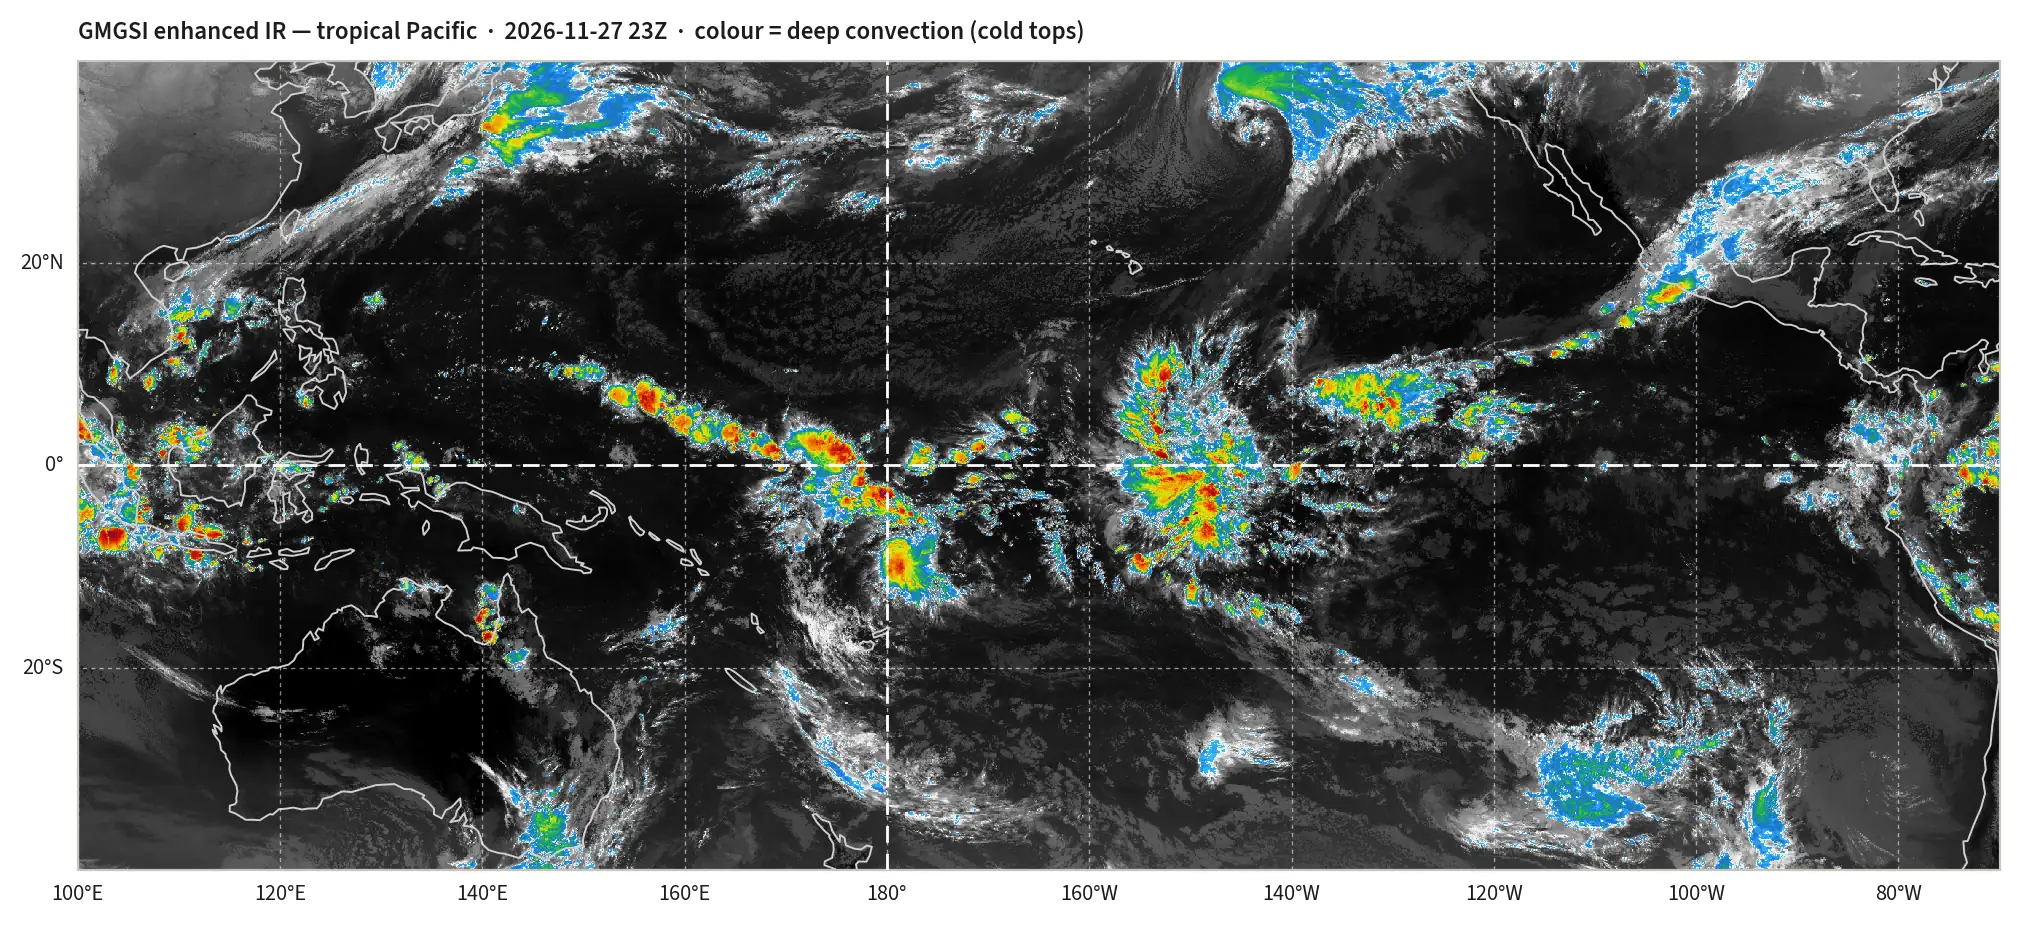 GMGSI enhanced IR — tropical Pacific · 2026-11-27 23Z · colour = deep convection (cold tops)
20°N
0°
20°S
100°E 120°E 140°E 160°E 180° 160°W 140°W 120°W 100°W 80°W